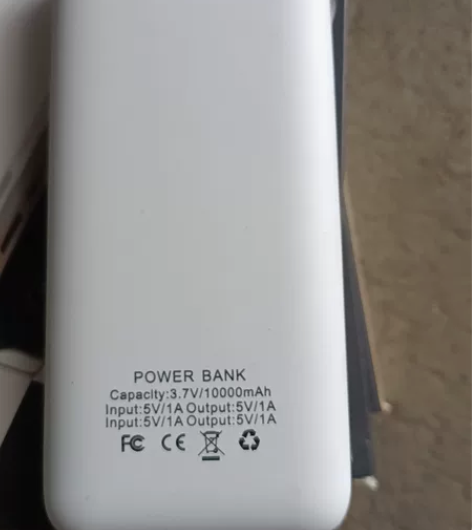 POWER BANK
Capacity:3.7V/10000mAh
Input:5V/1A Output:5V/1A
Input:5V/1A Output:5V/1A
FC CE